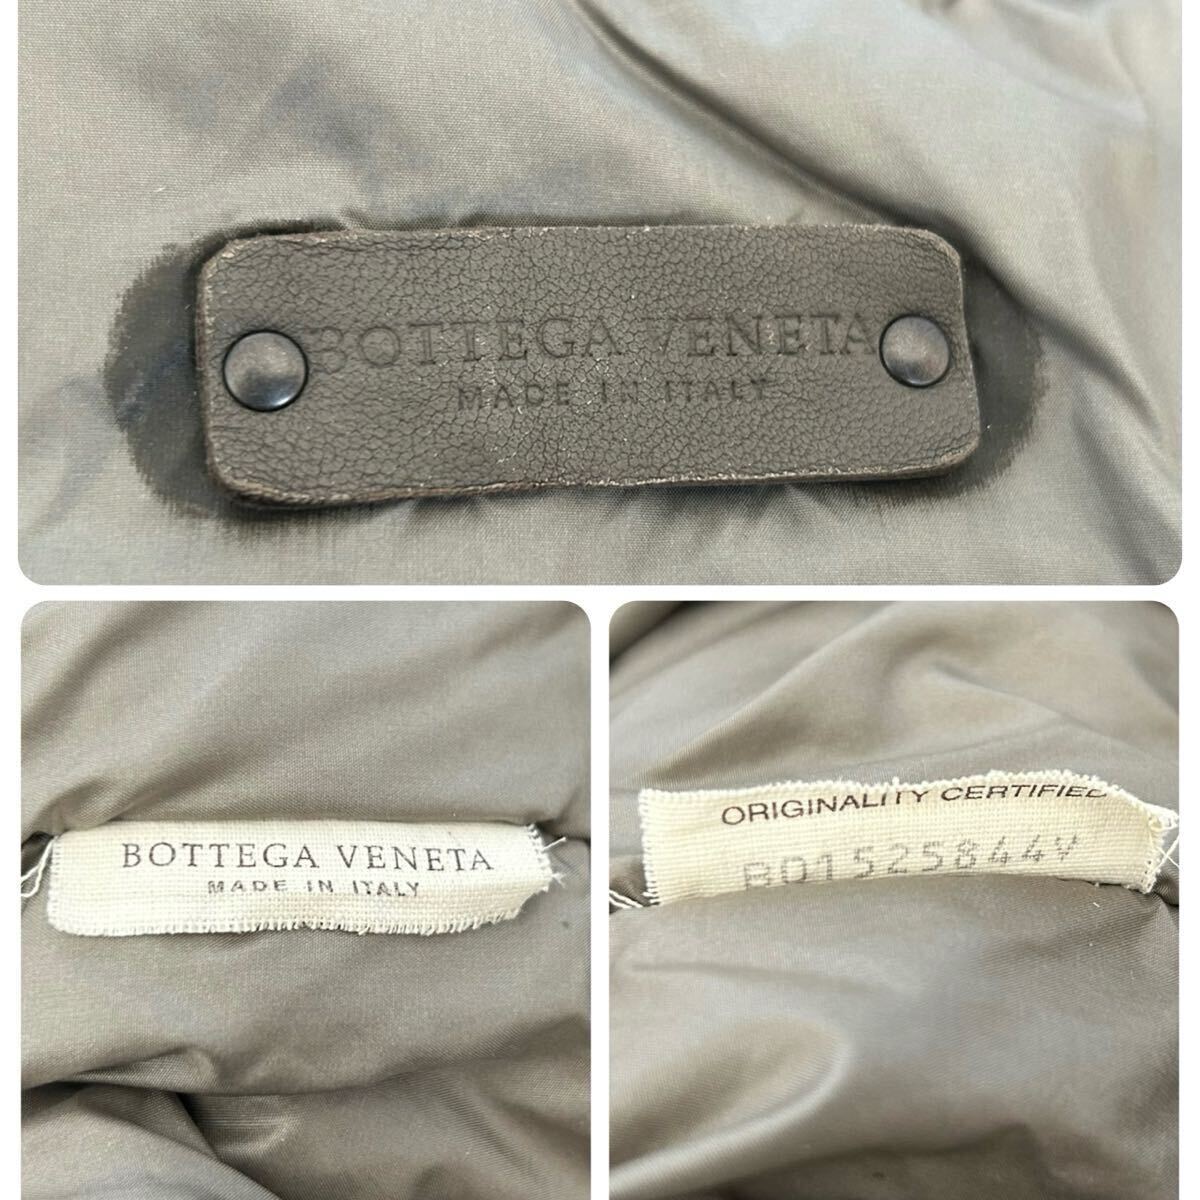 BOTTEGA VENETA
MADE IN ITALY
BOTTEGA VENETA
MADE IN ITALY
ORIGINALITY CERTIFIED
B01525844V